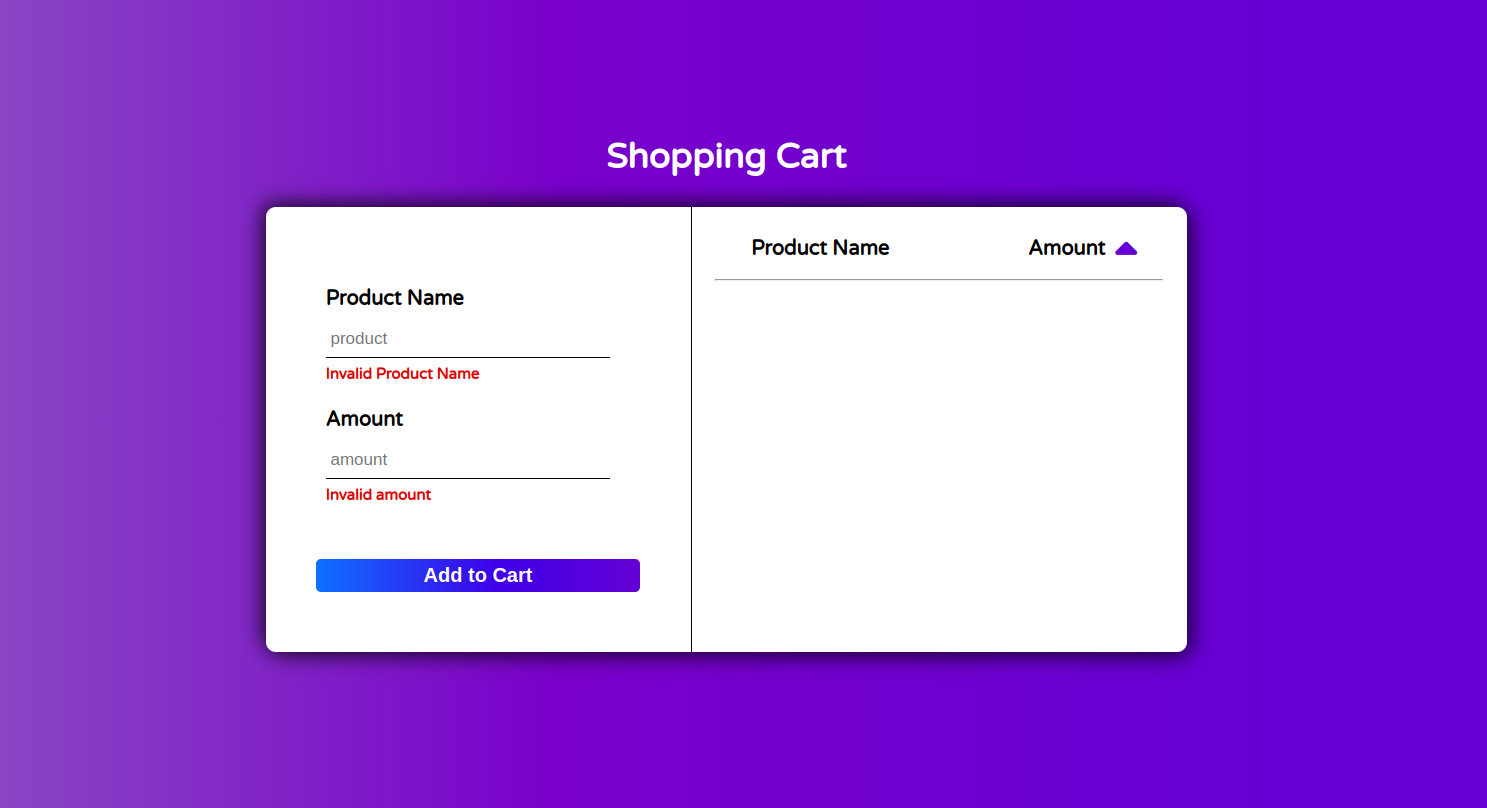 Shopping Cart
Product Name
product
Invalid Product Name
Amount
amount
Invalid amount
Add to Cart
Product Name Amount